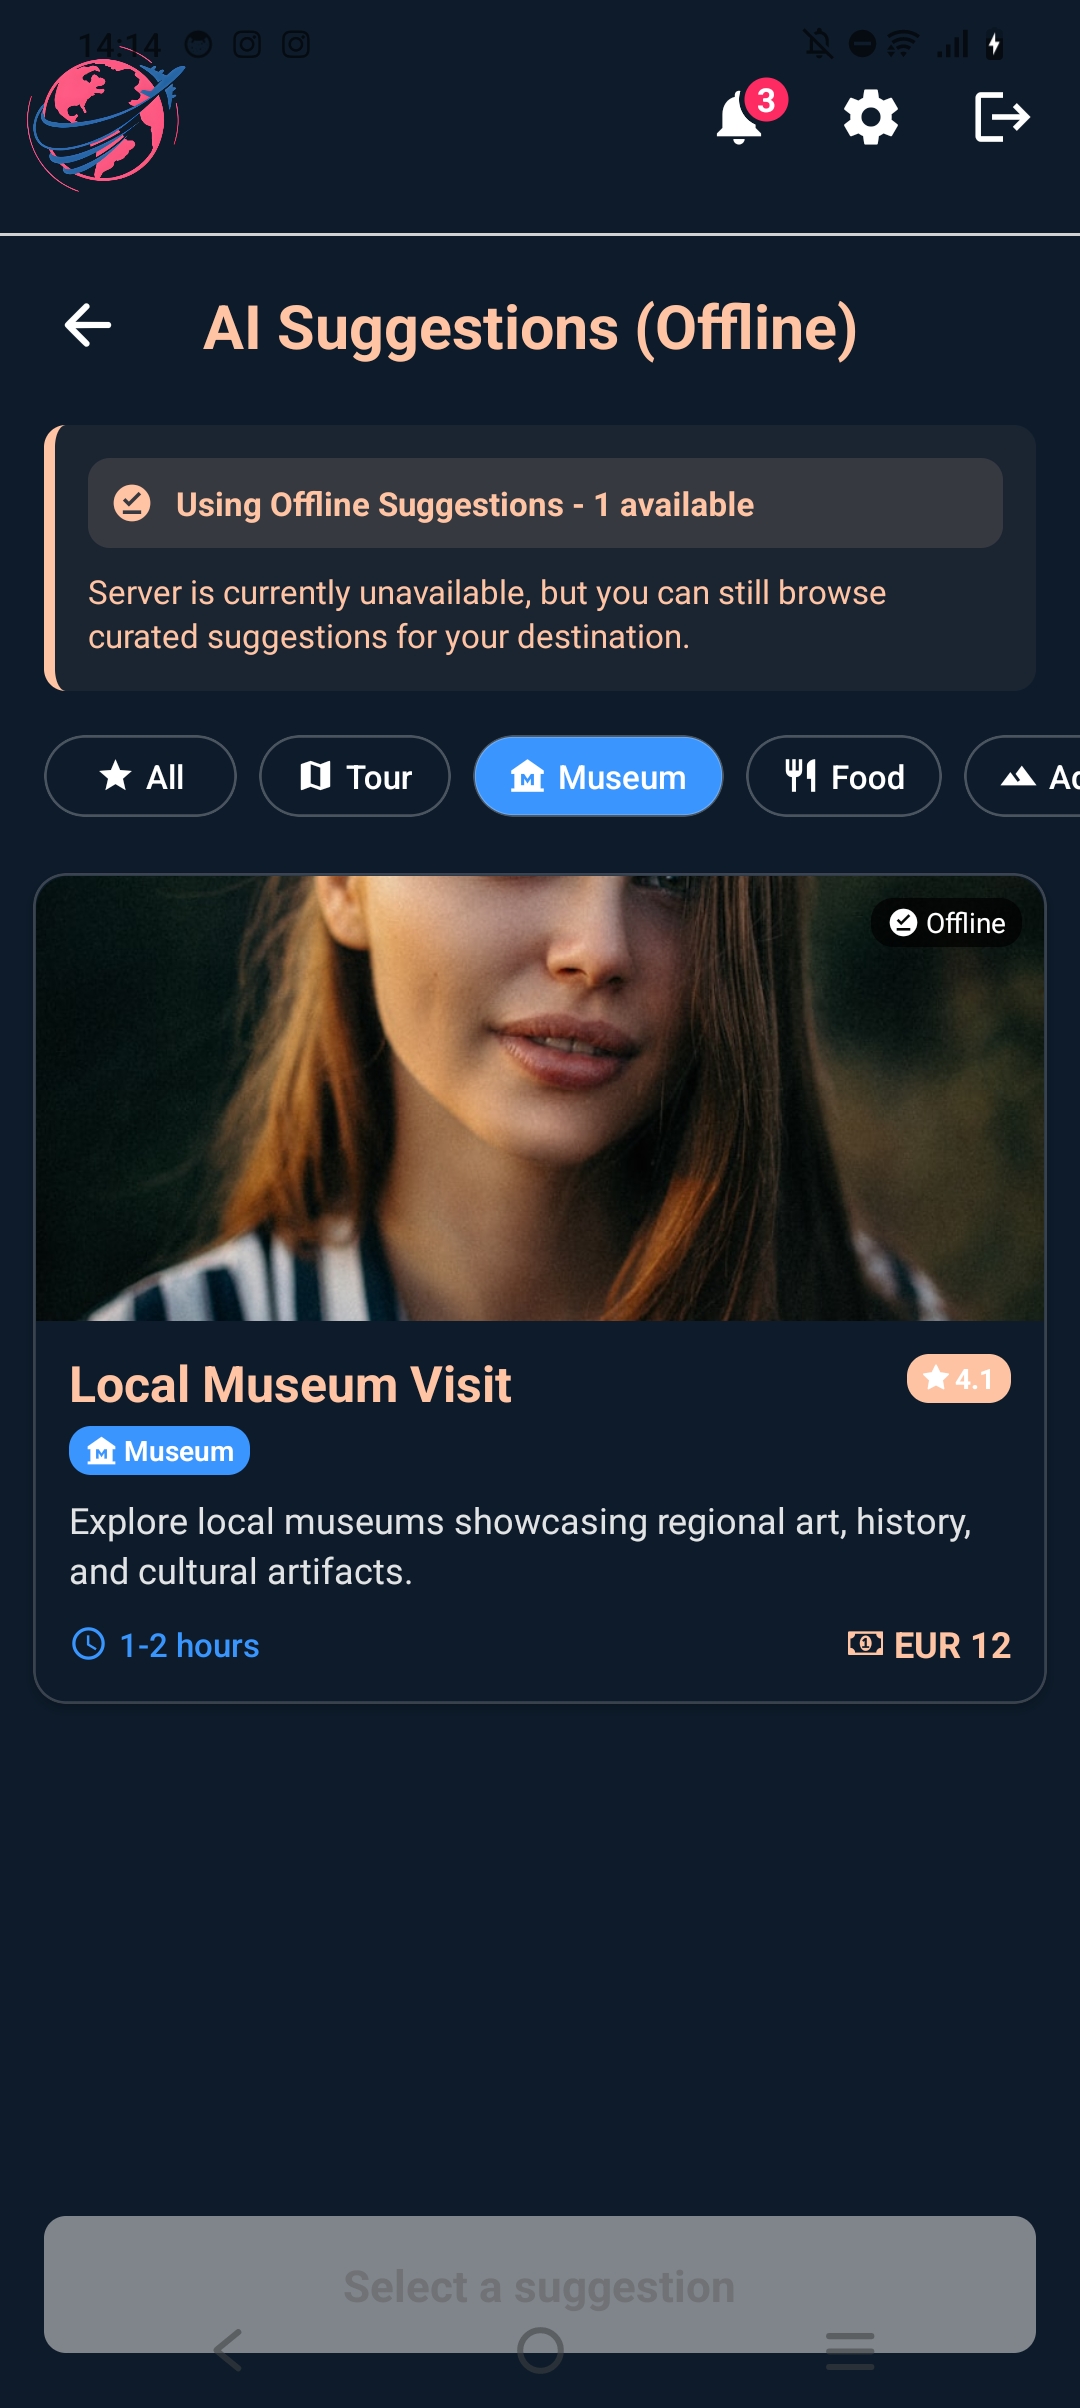 14:14
3
AI Suggestions (Offline)
Using Offline Suggestions - 1 available
Server is currently unavailable, but you can still browse
curated suggestions for your destination.
All
Tour
Museum
Food
Ad
Offline
Local Museum Visit
4.1
Museum
Explore local museums showcasing regional art, history,
and cultural artifacts.
1-2 hours
EUR 12
Select a suggestion